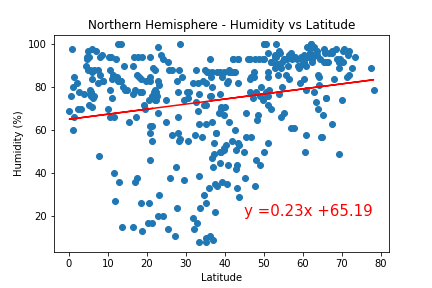 Northern Hemisphere - Humidity vs Latitude
100
80
60
40
20
Humidity (%)
y =0.23x +65.19
0 10 20 30 40 50 60 70 80
Latitude